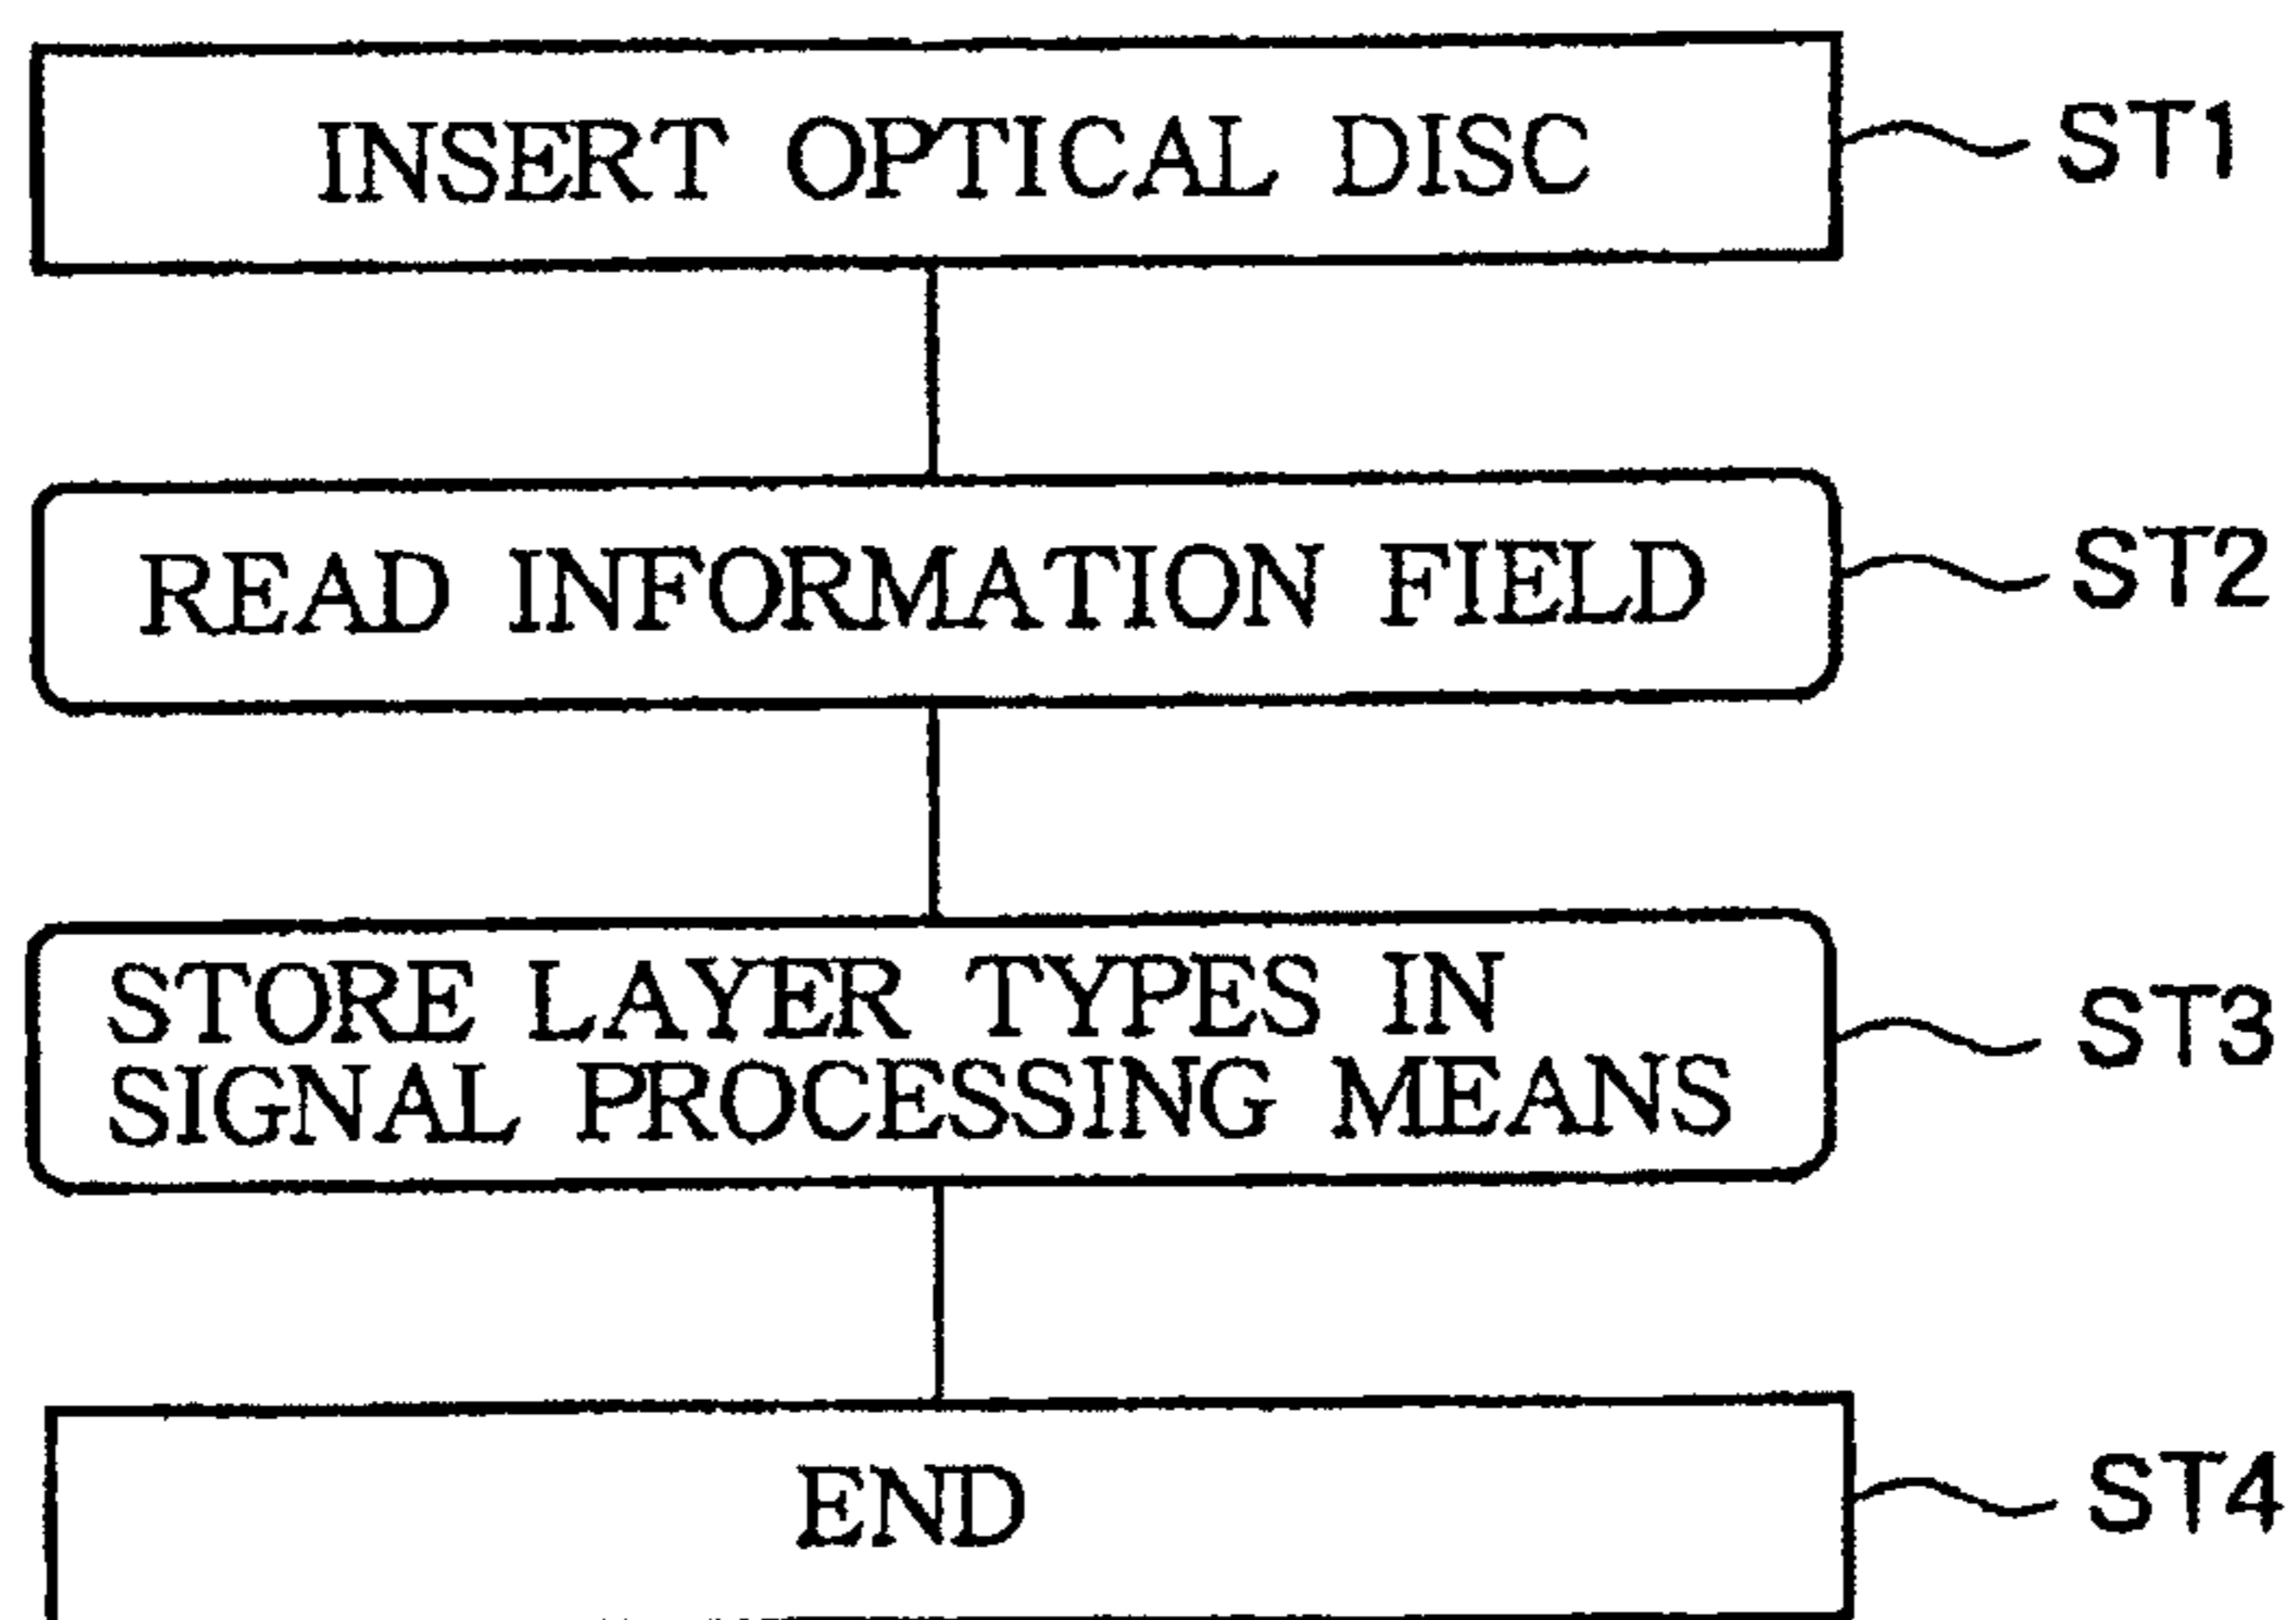 INSERT OPTICAL DISC
ST1
READ INFORMATION FIELD
ST2
STORE LAYER TYPES IN
SIGNAL PROCESSING MEANS
ST3
END
ST4